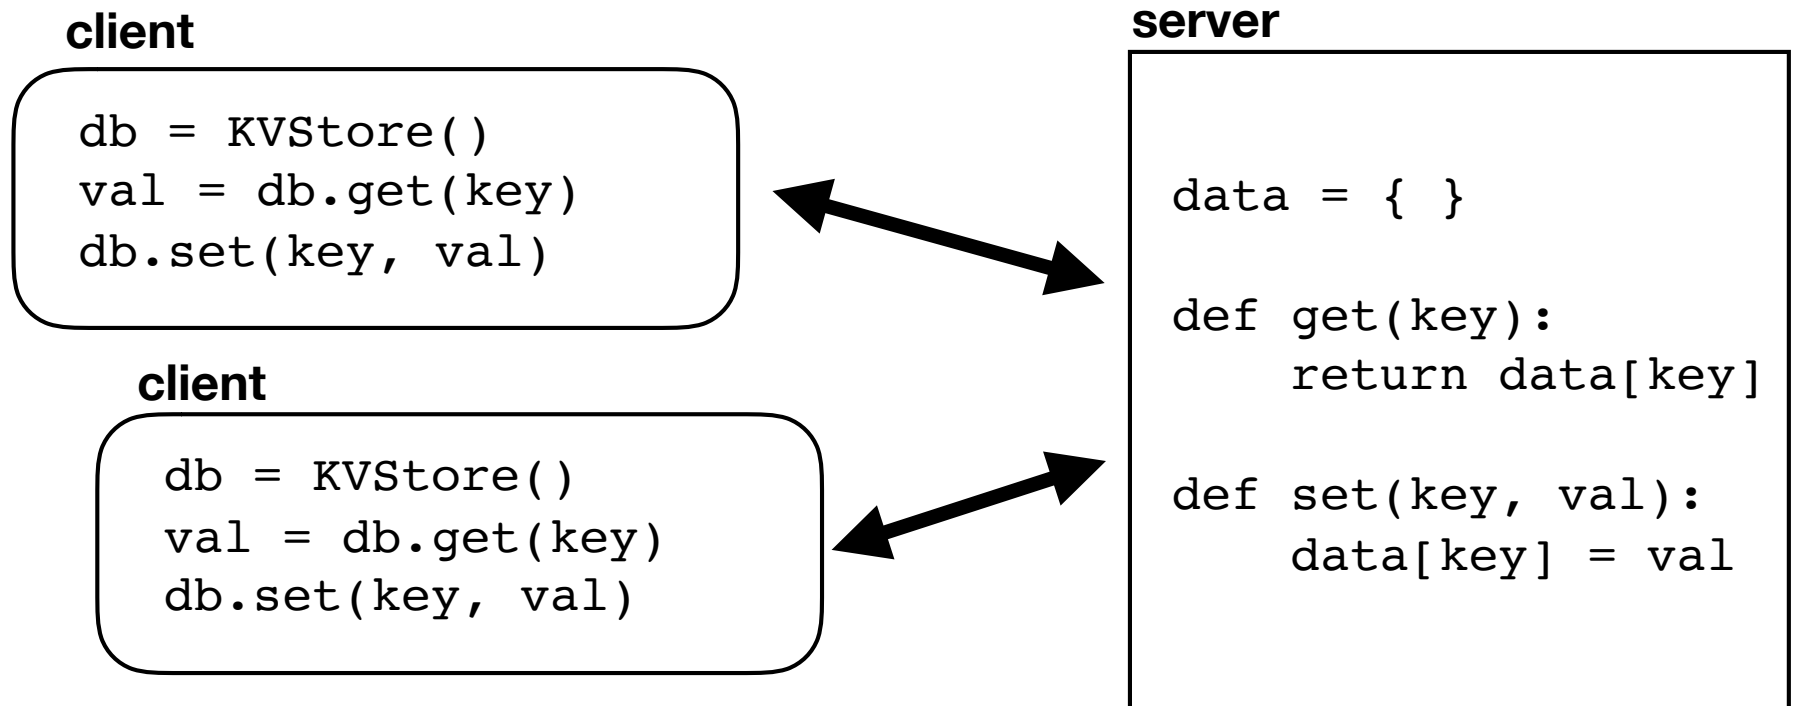 client
db = KVStore()
val = db.get(key)
db.set(key, val)
client
db = KVStore()
val = db.get(key)
db.set(key, val)
server
data = { }
def get(key):
    return data[key]
def set(key, val):
    data[key] = val